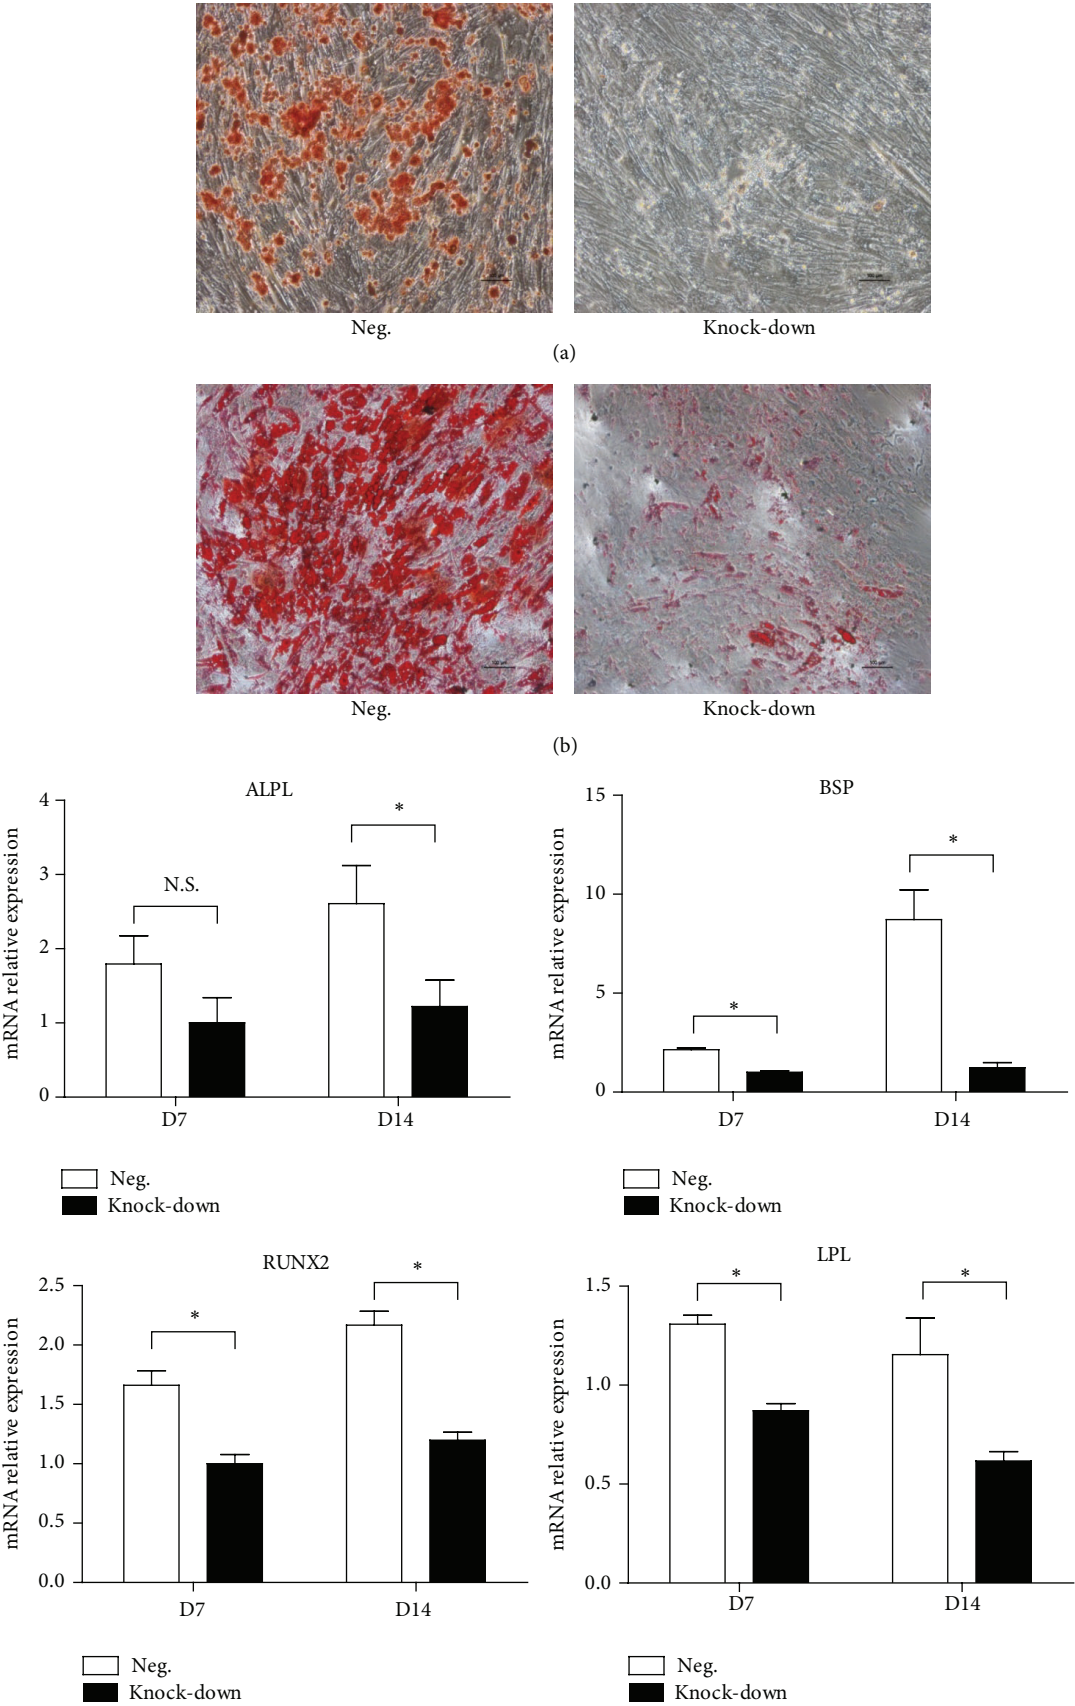 Neg.
Knock-down
(a)
Neg.
Knock-down
(b)
ALPL
mRNA relative expression
4
3
2
1
0
N.S.
*
D7
D14
Neg.
Knock-down
BSP
mRNA relative expression
15
10
5
0
*
*
D7
D14
Neg.
Knock-down
RUNX2
mRNA relative expression
2.5
2.0
1.5
1.0
0.5
0.0
*
*
D7
D14
Neg.
Knock-down
LPL
mRNA relative expression
1.5
1.0
0.5
0.0
*
*
D7
D14
Neg.
Knock-down